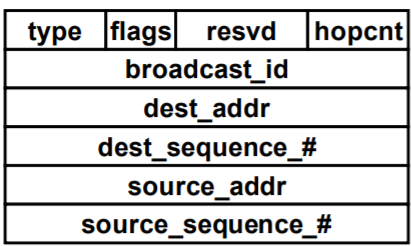 type flags resvd hopcnt
broadcast_id
dest_addr
dest_sequence_#
source_addr
source_sequence_#